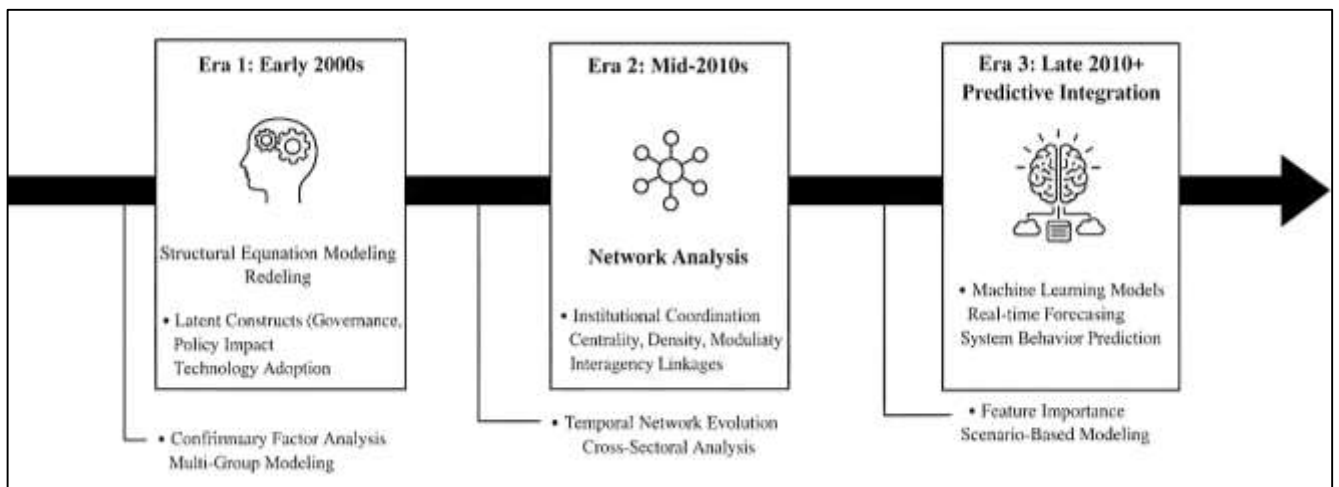 Era 1: Early 2000s
Structural Equnation Modeling
Redeling
• Latent Constructs (Governance,
Policy Impact
Technology Adoption
• Confrinmary Factor Analysis
Multi-Group Modeling
Era 2: Mid-2010s
Network Analysis
• Institutional Coordination
Centrality, Density, Moduliaty
Interagency Linkages
• Temporal Network Evolution
Cross-Sectoral Analysis
Era 3: Late 2010+
Predictive Integration
• Machine Learning Models
Real-time Forecasing
System Behavior Prediction
• Feature Importance
Scenario-Based Modeling